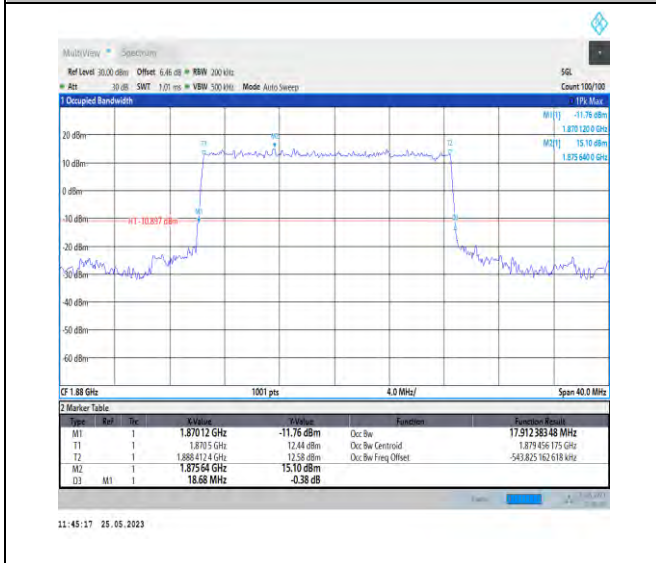 MultiView Spectrum
Ref Level 30.00 dBm Offset 6.46 dB RBW 200 kHz SGL
Att 30 dB SWT 1.01 ms VBW 500 kHz Mode Auto Sweep Count 100/100
1 Occupied Bandwidth 1Pk Max
M1[1] -11.76 dBm
1.870 120 0 GHz
M2[1] 15.10 dBm
1.875 640 0 GHz
20 dBm
10 dBm
0 dBm
-10 dBm
H1 -10.897 dBm
-20 dBm
-30 dBm
-40 dBm
-50 dBm
-60 dBm
T1
M2
T2
M1
D3
CF 1.88 GHz 1001 pts 4.0 MHz/ Span 40.0 MHz
2 Marker Table
Type Ref Trc X-Value Y-Value Function Function Result
M1 1 1.87012 GHz -11.76 dBm Occ Bw 17.912 383 48 MHz
T1 1 1.8705 GHz 12.44 dBm Occ Bw Centroid 1.879 456 175 GHz
T2 1 1.888 412 4 GHz 12.58 dBm Occ Bw Freq Offset -543.825 162 618 kHz
M2 1 1.87564 GHz 15.10 dBm
D3 M1 1 18.68 MHz -0.38 dB
11:45:17 25.05.2023